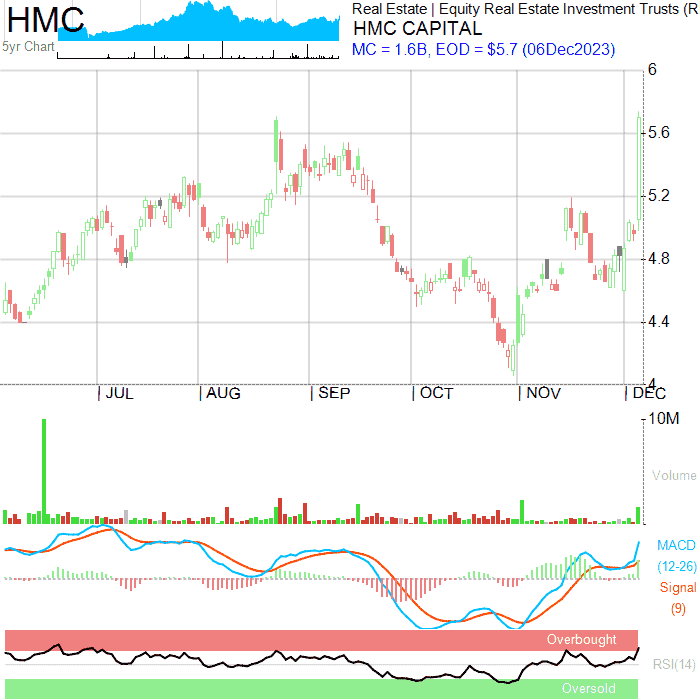 HMC
5yr Chart
Real Estate | Equity Real Estate Investment Trusts (R
HMC CAPITAL
MC = 1.6B, EOD = $5.7 (06Dec2023)
6
5.6
5.2
4.8
4.4
4
JUL
AUG
SEP
OCT
NOV
DEC
10M
Volume
MACD
(12-26)
Signal
(9)
Overbought
RSI(14)
Oversold